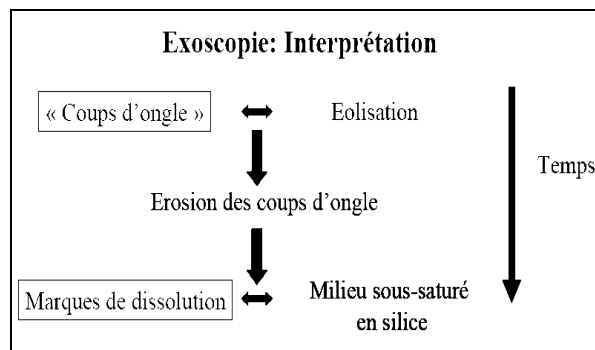 Exoscopie: Interprétation
« Coups d'ongle »
Eolisation
Temps
Erosion des coups d'ongle
Marques de dissolution
Milieu sous-saturé
en silice